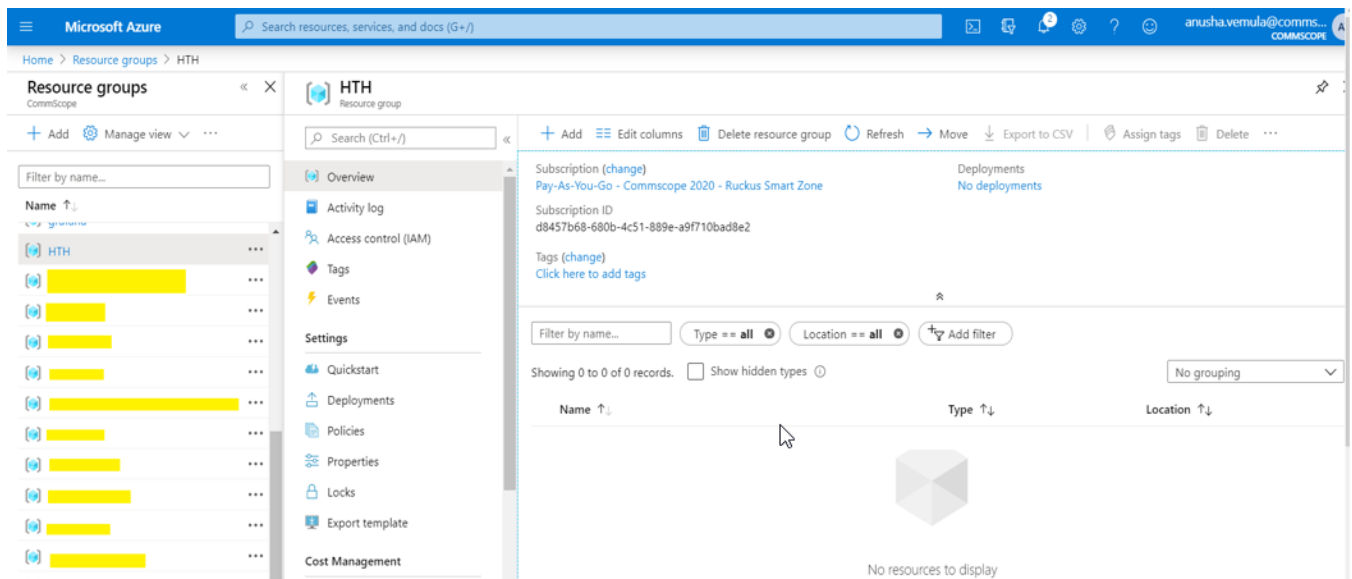 Microsoft Azure
Search resources, services, and docs (G+/)
2
anusha.vemula@comms...
COMMSCOPE
Home > Resource groups > HTH
Resource groups
CommScope
Add Manage view
Filter by name...
Name
grafana
HTH
HTH
Resource group
Search (Ctrl+/)
Overview
Activity log
Access control (IAM)
Tags
Events
Settings
Quickstart
Deployments
Policies
Properties
Locks
Export template
Cost Management
Add Edit columns Delete resource group Refresh Move Export to CSV Assign tags Delete
Subscription (change)
Pay-As-You-Go - Commscope 2020 - Ruckus Smart Zone
Subscription ID
d8457b68-680b-4c51-889e-a9f710bad8e2
Tags (change)
Click here to add tags
Deployments
No deployments
Filter by name... Type == all Location == all Add filter
Showing 0 to 0 of 0 records. Show hidden types No grouping
Name Type Location
No resources to display